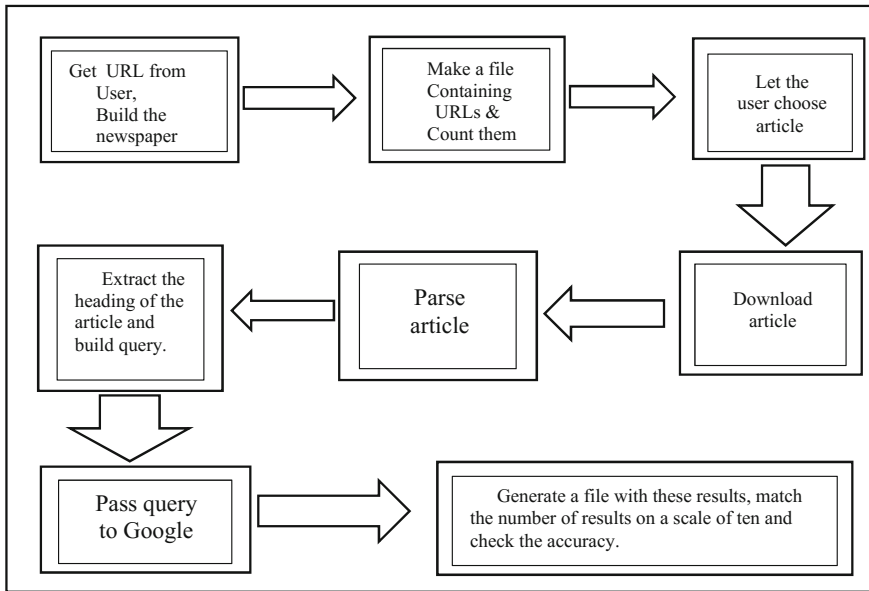 Get URL from
User,
Build the
newspaper
Make a file
Containing
URLs &
Count them
Let the
user choose
article
Download
article
Parse
article
Extract the
heading of the
article and
build query.
Pass query
to Google
Generate a file with these results, match
the number of results on a scale of ten and
check the accuracy.